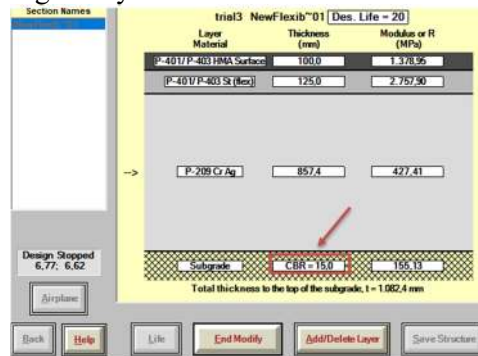 Section Names
trial3 NewFlexib~01 Des. Life = 20
Layer Material Thickness (mm) Modulus or R (MPa)
P-401/ P-403 HMA Surface 100,0 1.378,95
P-401/ P-403 St (flex) 125,0 2.757,90
--> P-209 Cr Ag 857,4 427,41
Subgrade CBR = 15,0 155,13
Total thickness to the top of the subgrade, t = 1.082,4 mm
Design Stopped
6,77; 6,62
Airplane
Back Help Life End Modify Add/Delete Layer Save Structure